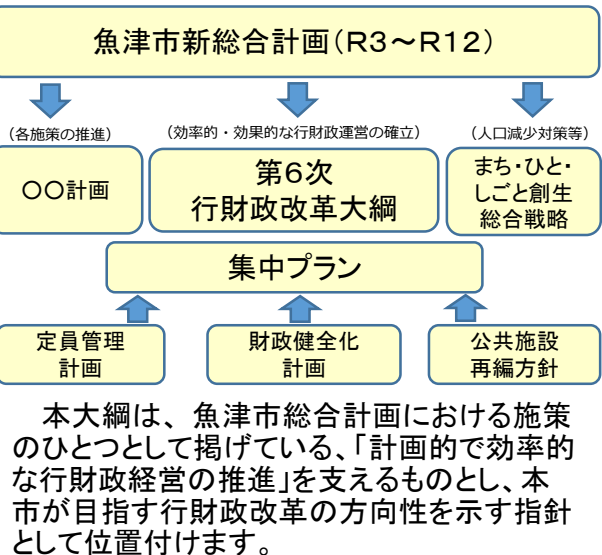 魚津市新総合計画(R3～R12)
(各施策の推進)
(効率的・効果的な行財政運営の確立)
(人口減少対策等)
〇〇計画
第6次
行財政改革大綱
まち・ひと・
しごと創生
総合戦略
集中プラン
定員管理
計画
財政健全化
計画
公共施設
再編方針
本大綱は、魚津市総合計画における施策
のひとつとして掲げている、「計画的で効率的
な行財政経営の推進」を支えるものとし、本
市が目指す行財政改革の方向性を示す指針
として位置付けます。